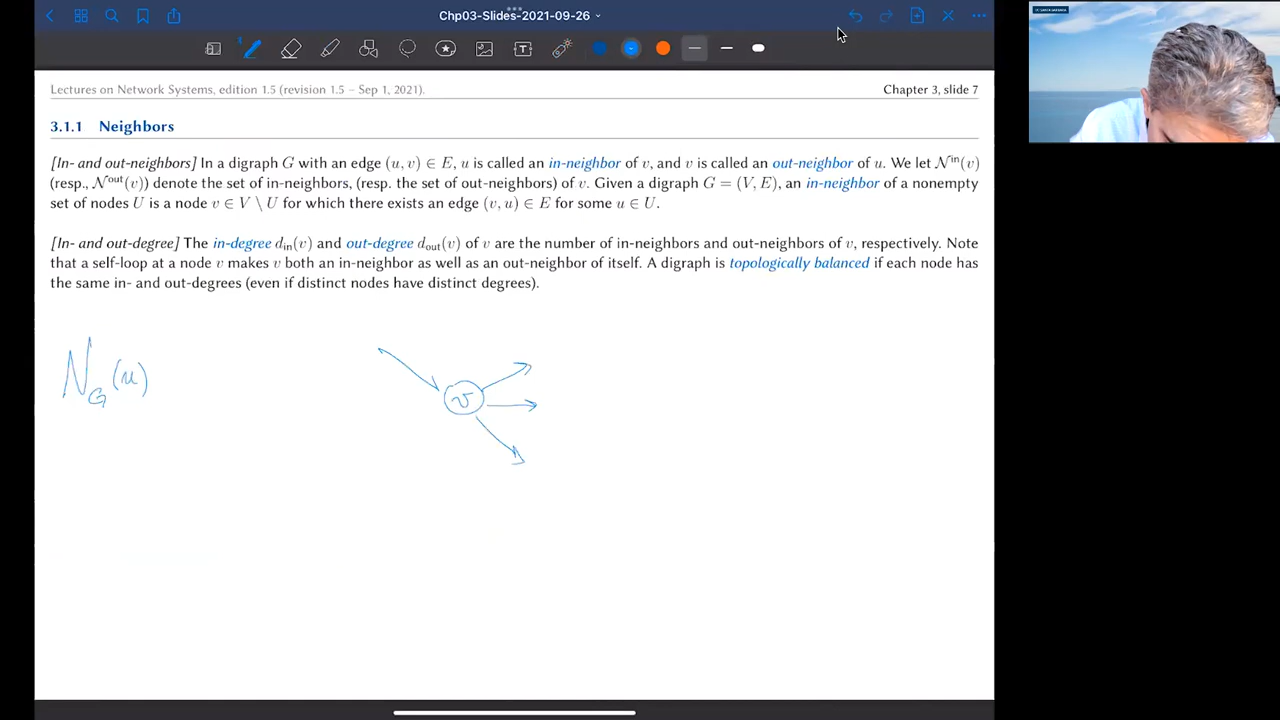 Chp03-Slides-2021-09-26
Lectures on Network Systems, edition 1.5 (revision 1.5 – Sep 1, 2021).
Chapter 3, slide 7
3.1.1 Neighbors
[In- and out-neighbors] In a digraph G with an edge (u, v) ∈ E, u is called an in-neighbor of v, and v is called an out-neighbor of u. We let 𝒩ⁱⁿ(v)
(resp., 𝒩ᵒᵘᵗ(v)) denote the set of in-neighbors, (resp. the set of out-neighbors) of v. Given a digraph G = (V, E), an in-neighbor of a nonempty
set of nodes U is a node v ∈ V \ U for which there exists an edge (v, u) ∈ E for some u ∈ U.
[In- and out-degree] The in-degree d_in(v) and out-degree d_out(v) of v are the number of in-neighbors and out-neighbors of v, respectively. Note
that a self-loop at a node v makes v both an in-neighbor as well as an out-neighbor of itself. A digraph is topologically balanced if each node has
the same in- and out-degrees (even if distinct nodes have distinct degrees).
N_G(u)
v